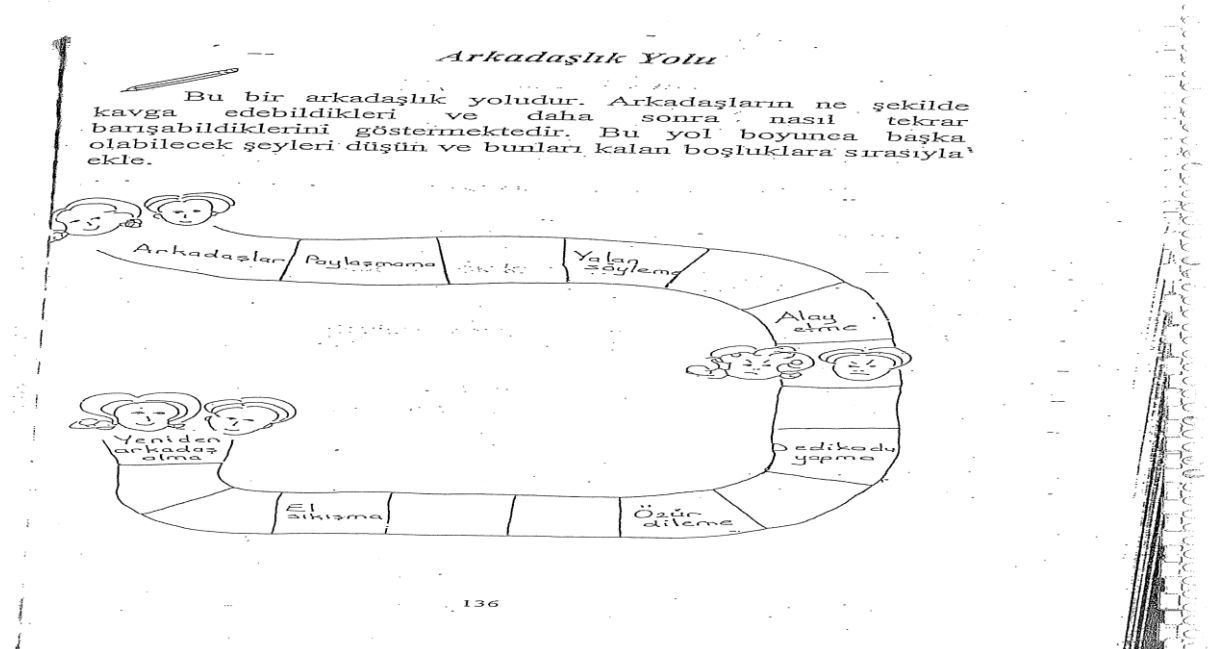 Arkadaşlık Yolu
Bu bir arkadaşlık yoludur. Arkadaşların ne şekilde
kavga edebildikleri ve daha sonra nasıl tekrar
barışabildiklerini göstermektedir. Bu yol boyunca başka
olabilecek şeyleri düşün ve bunları kalan boşluklara sırasıyla
ekle.
Arkadaşlar
Paylaşmama
Yalan
söyleme
Alay
etme
Dedikodu
yapma
Özür
dileme
El
sıkışma
Yeniden
arkadaş
olma
136